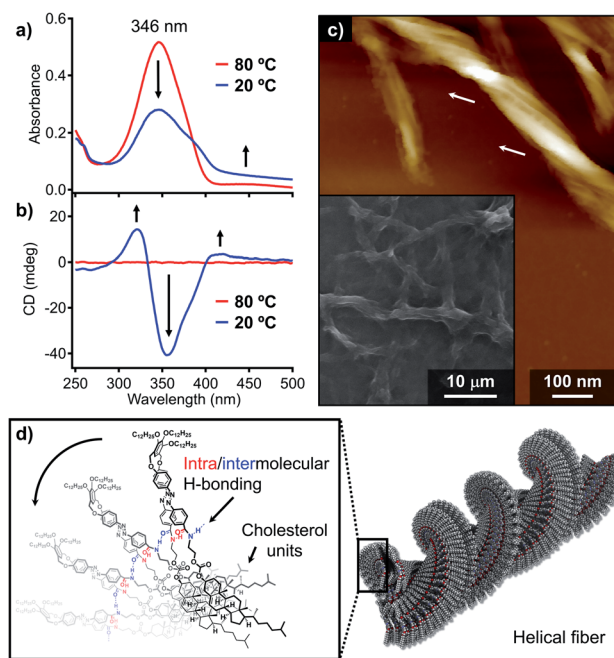 a)
346 nm
80 ºC
20 ºC
Absorbance
0.6
0.4
0.2
0.0
b)
20
0
-20
-40
CD (mdeg)
80 ºC
20 ºC
250 300 350 400 450 500
Wavelength (nm)
c)
10 μm
100 nm
d)
OC12H25
C12H25O OC12H25
Intra/intermolecular
H-bonding
Cholesterol
units
Helical fiber